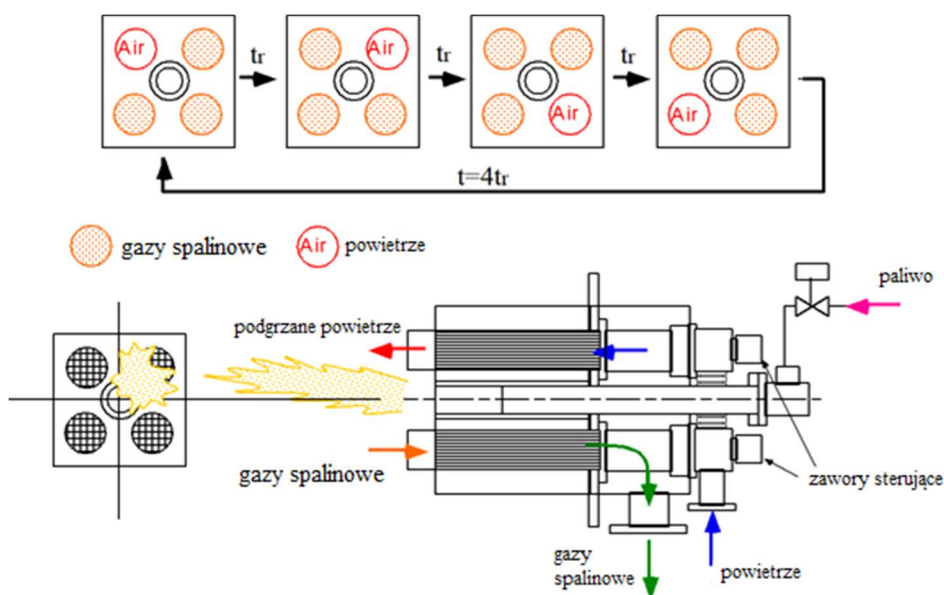 Air
tr
Air
tr
Air
tr
Air
t=4tr
gazy spalinowe
Air
powietrze
paliwo
podgrzane powietrze
gazy spalinowe
zawory sterujące
gazy
spalinowe
powietrze